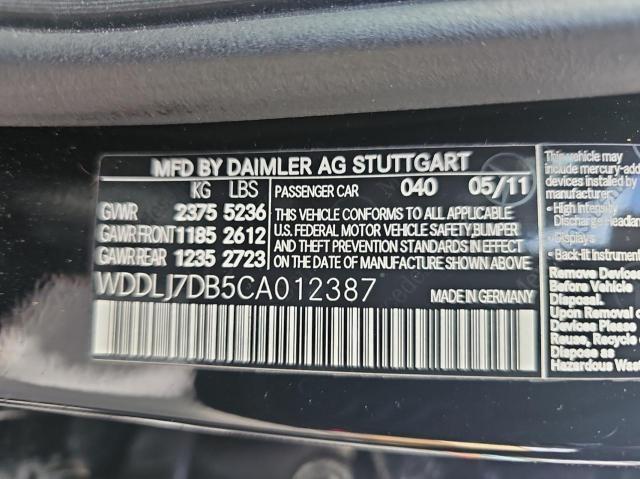 MFD BY DAIMLER AG STUTTGART
KG LBS PASSENGER CAR 040 05/11
GVWR 2375 5236
GAWR FRONT 1185 2612
GAWR REAR 1235 2723
THIS VEHICLE CONFORMS TO ALL APPLICABLE
U.S. FEDERAL MOTOR VEHICLE SAFETY, BUMPER
AND THEFT PREVENTION STANDARDS IN EFFECT
ON THE DATE OF MANUFACTURE SHOWN ABOVE.
WDDLJ7DB5CA012387
MADE IN GERMANY
This vehicle may
include mercury-add
devices installed by
manufacturer:
- High Intensity
Discharge Headla
- Displays
- Back-lit Instrument
Remove Devices
Before Vehicle
Disposal.
Upon Removal o
Devices Please
Reuse, Recycle
Dispose as
Hazardous Wast